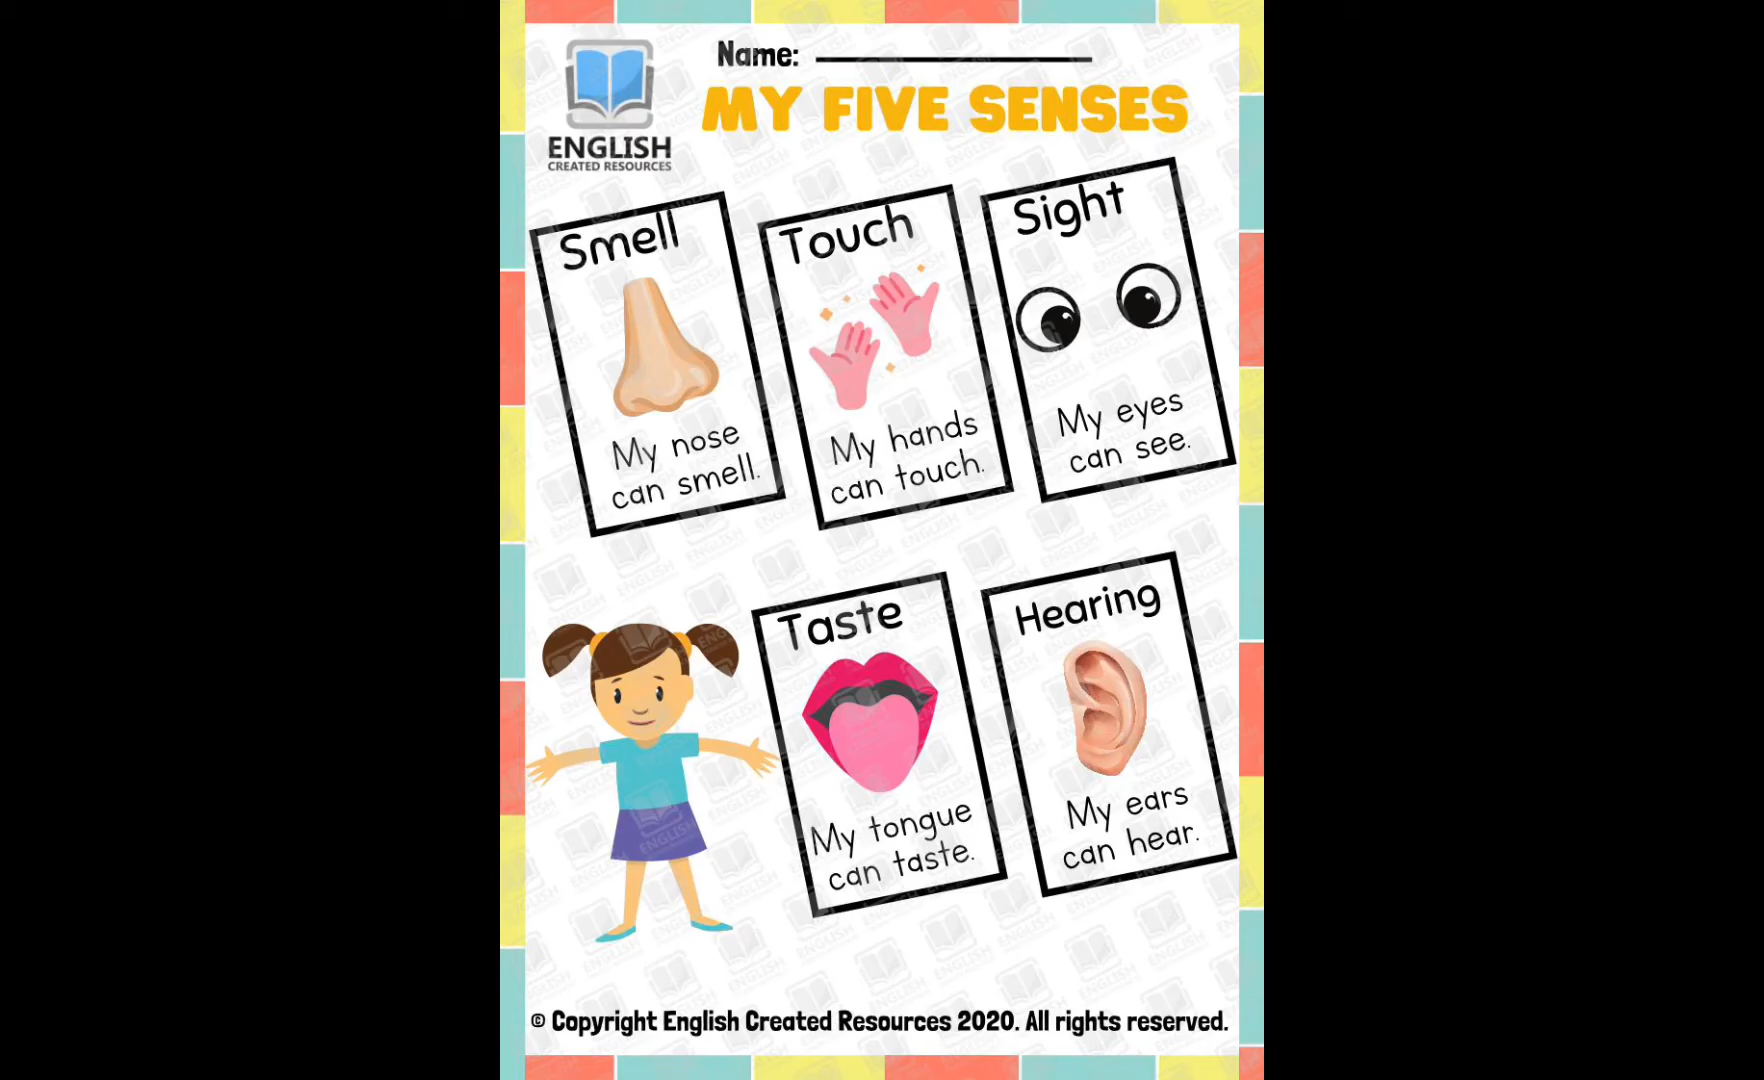 Name:
MY FIVE SENSES
ENGLISH
CREATED RESOURCES
Smell
My nose
can smell.
Touch
My hands
can touch.
Sight
My eyes
can see.
Taste
My tongue
can taste.
Hearing
My ears
can hear.
© Copyright English Created Resources 2020. All rights reserved.